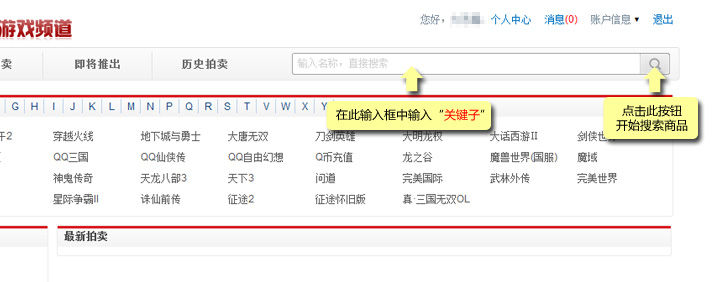 您好， 个人中心 消息(0) 账户信息 退出
游戏频道
卖 即将推出 历史拍卖 输入名称，直接搜索
G H I J K L M N O P Q R S T U V W X Y
在此输入框中输入“关键子”
点击此按钮
开始搜索商品
F2 穿越火线 地下城与勇士 大唐无双 刀剑英雄 大明龙权 大话西游II 剑侠世
QQ三国 QQ仙侠传 QQ自由幻想 Q币充值 龙之谷 魔兽世界(国服) 魔域
神鬼传奇 天龙八部3 天下3 问道 完美国际 武林外传 完美世界
星际争霸II 诛仙前传 征途2 征途怀旧版 真·三国无双OL
最新拍卖